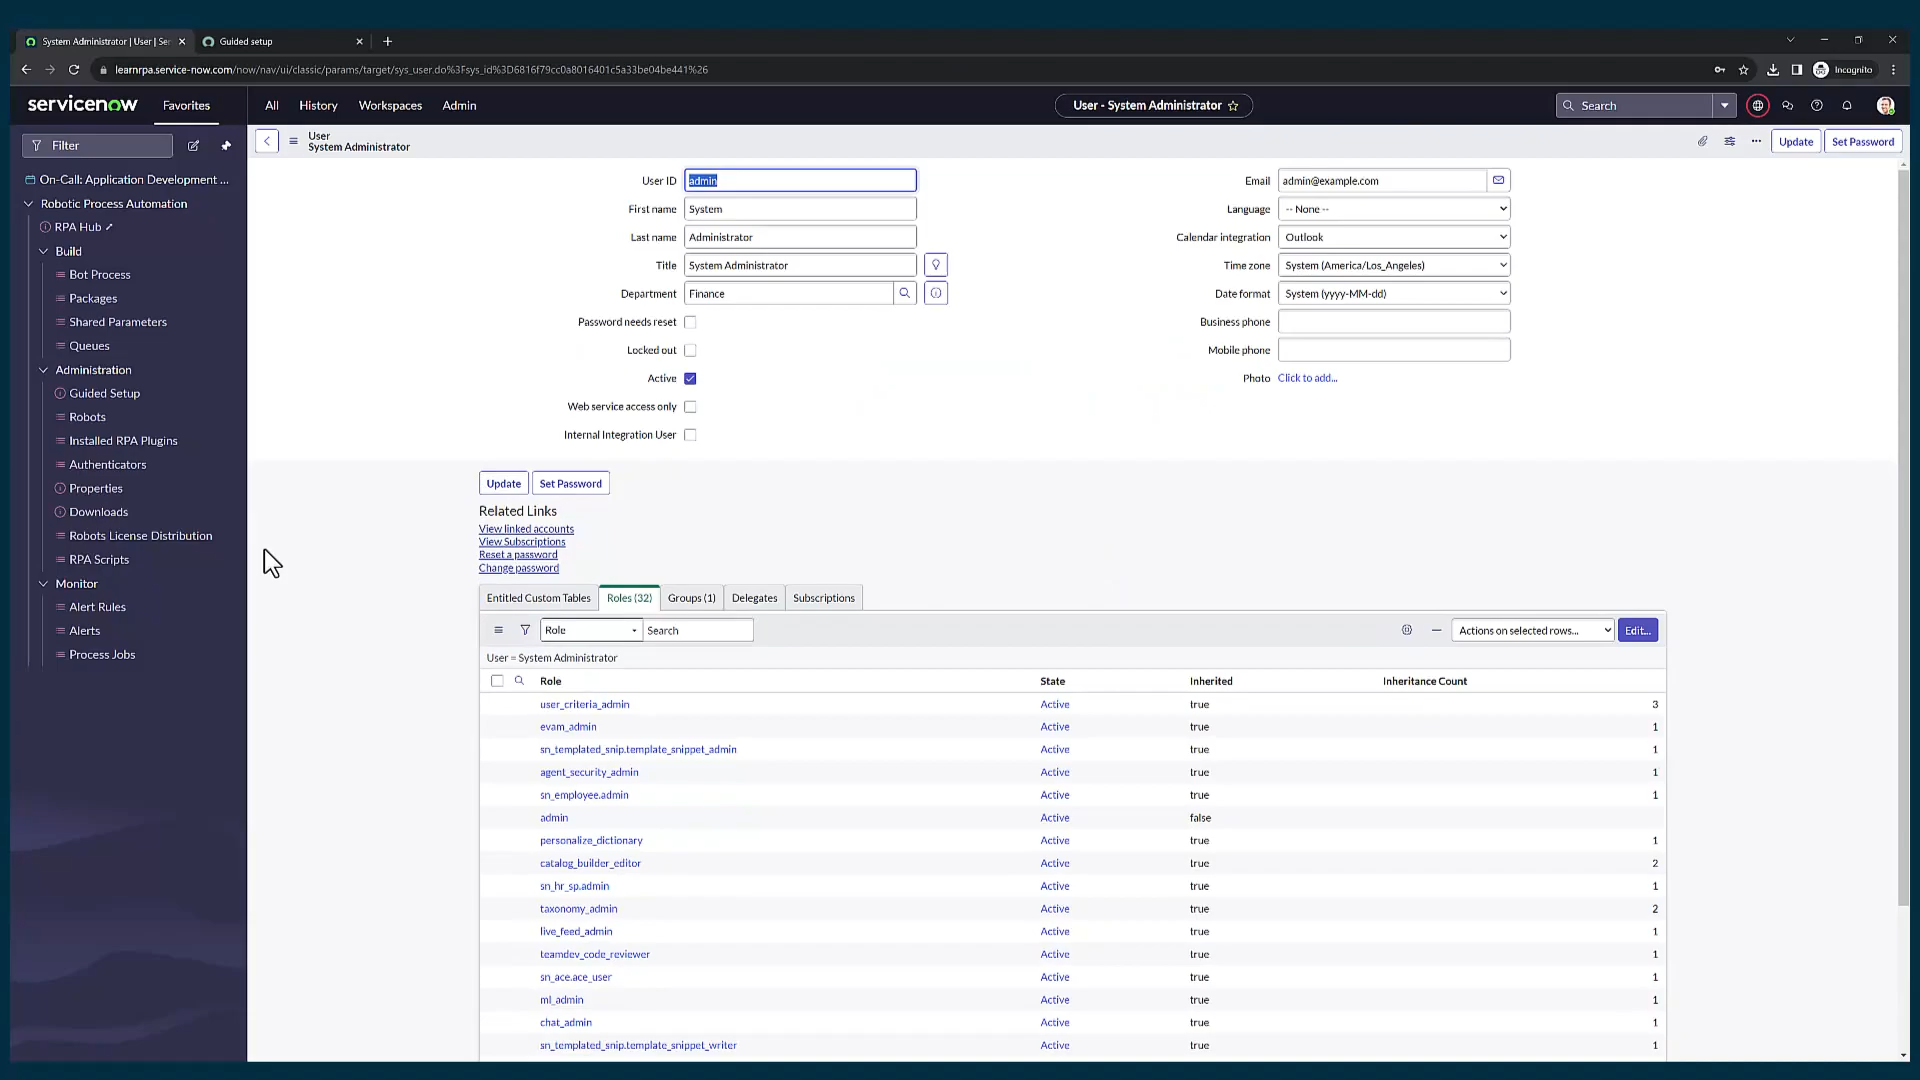 System Administrator | User | Ser
Guided setup
learnrpa.service-now.com/now/nav/ui/classic/params/target/sys_user.do%3Fsys_id%3D6816f79cc0a8016401c5a33be04be441%26
Incognito
servicenow
Favorites
All
History
Workspaces
Admin
User - System Administrator
Search
Filter
User
System Administrator
Update
Set Password
On-Call: Application Development ...
Robotic Process Automation
RPA Hub
Build
Bot Process
Packages
Shared Parameters
Queues
Administration
Guided Setup
Robots
Installed RPA Plugins
Authenticators
Properties
Downloads
Robots License Distribution
RPA Scripts
Monitor
Alert Rules
Alerts
Process Jobs
User ID admin
First name System
Last name Administrator
Title System Administrator
Department Finance
Password needs reset
Locked out
Active
Web service access only
Internal Integration User
Email admin@example.com
Language -- None --
Calendar integration Outlook
Time zone System (America/Los_Angeles)
Date format System (yyyy-MM-dd)
Business phone
Mobile phone
Photo Click to add...
Update
Set Password
Related Links
View linked accounts
View Subscriptions
Reset a password
Change password
Entitled Custom Tables
Roles (32)
Groups (1)
Delegates
Subscriptions
Role
Search
Actions on selected rows...
Edit...
User = System Administrator
Role State Inherited Inheritance Count
user_criteria_admin Active true 3
evam_admin Active true 1
sn_templated_snip.template_snippet_admin Active true 1
agent_security_admin Active true 1
sn_employee.admin Active true 1
admin Active false
personalize_dictionary Active true 1
catalog_builder_editor Active true 2
sn_hr_sp.admin Active true 1
taxonomy_admin Active true 2
live_feed_admin Active true 1
teamdev_code_reviewer Active true 1
sn_ace.ace_user Active true 1
ml_admin Active true 1
chat_admin Active true 1
sn_templated_snip.template_snippet_writer Active true 1